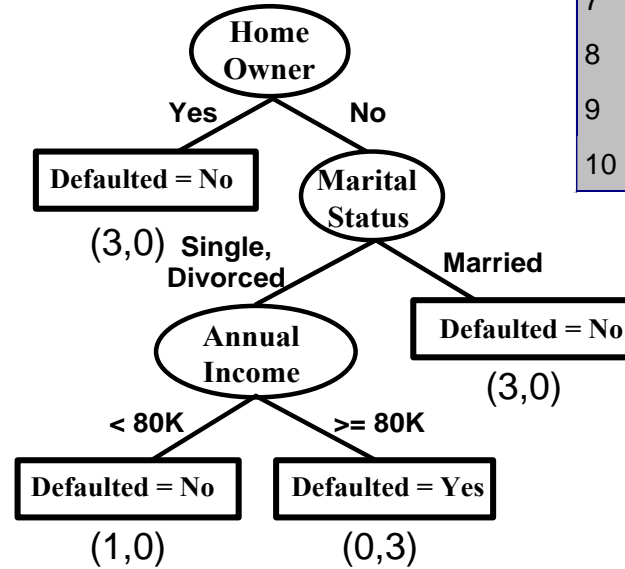 7
8
9
10
Home
Owner
Yes
No
Defaulted = No
Marital
Status
(3,0)
Single,
Divorced
Married
Annual
Income
Defaulted = No
(3,0)
< 80K
>= 80K
Defaulted = No
Defaulted = Yes
(1,0)
(0,3)